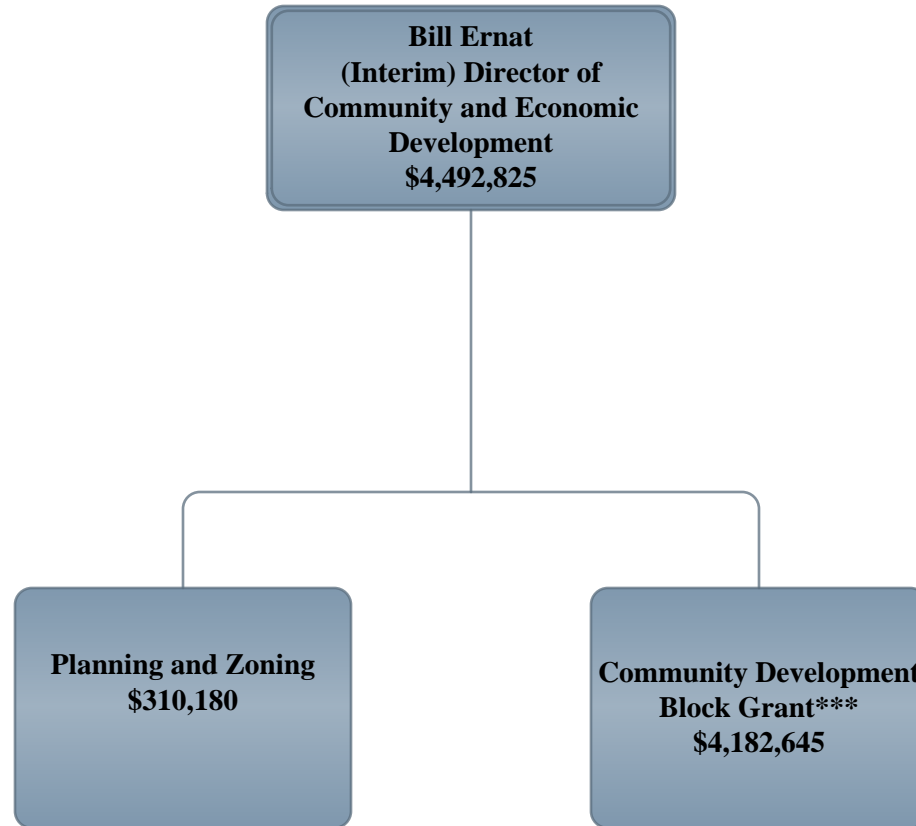 Bill Ernat
(Interim) Director of
Community and Economic
Development
$4,492,825
Planning and Zoning
$310,180
Community Development
Block Grant***
$4,182,645